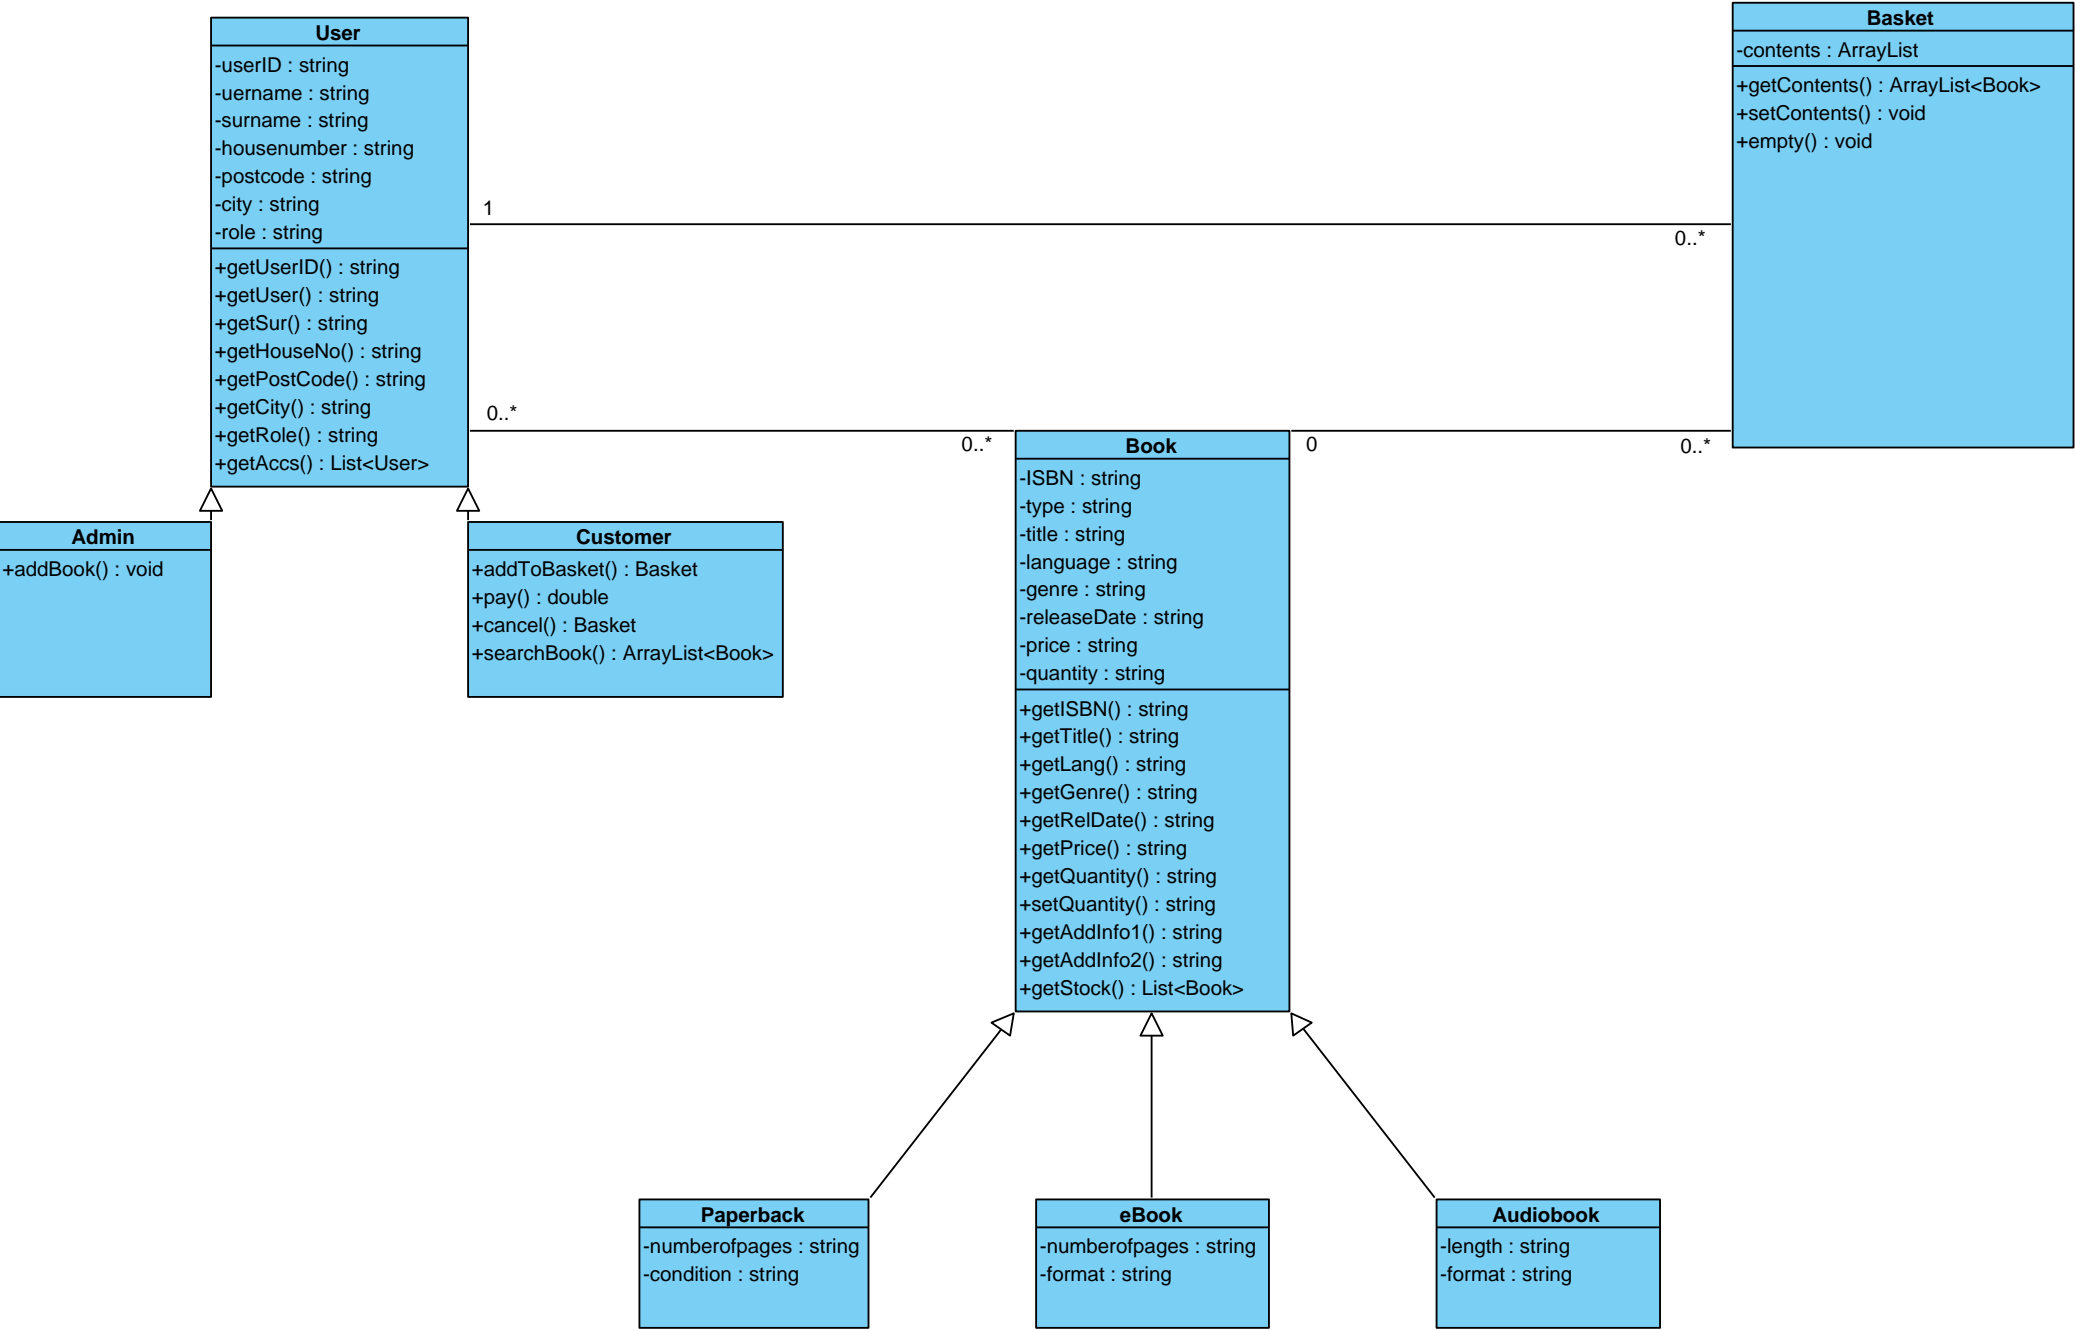 User
-userID : string
-uername : string
-surname : string
-housenumber : string
-postcode : string
-city : string
-role : string
+getUserID() : string
+getUser() : string
+getSur() : string
+getHouseNo() : string
+getPostCode() : string
+getCity() : string
+getRole() : string
+getAccs() : List<User>
Basket
-contents : ArrayList
+getContents() : ArrayList<Book>
+setContents() : void
+empty() : void
1
0..*
0..*
0..*
0
0..*
Admin
+addBook() : void
Customer
+addToBasket() : Basket
+pay() : double
+cancel() : Basket
+searchBook() : ArrayList<Book>
Book
-ISBN : string
-type : string
-title : string
-language : string
-genre : string
-releaseDate : string
-price : string
-quantity : string
+getISBN() : string
+getTitle() : string
+getLang() : string
+getGenre() : string
+getRelDate() : string
+getPrice() : string
+getQuantity() : string
+setQuantity() : string
+getAddInfo1() : string
+getAddInfo2() : string
+getStock() : List<Book>
Paperback
-numberofpages : string
-condition : string
eBook
-numberofpages : string
-format : string
Audiobook
-length : string
-format : string